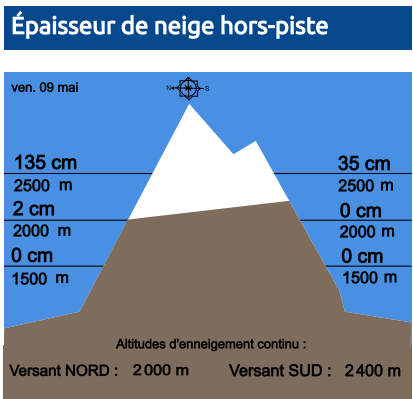 Épaisseur de neige hors-piste
ven. 09 mai
N S
135 cm 35 cm
2500 m 2500 m
2 cm 0 cm
2000 m 2000 m
0 cm 0 cm
1500 m 1500 m
Altitudes d'enneigement continu :
Versant NORD : 2000 m Versant SUD : 2400 m